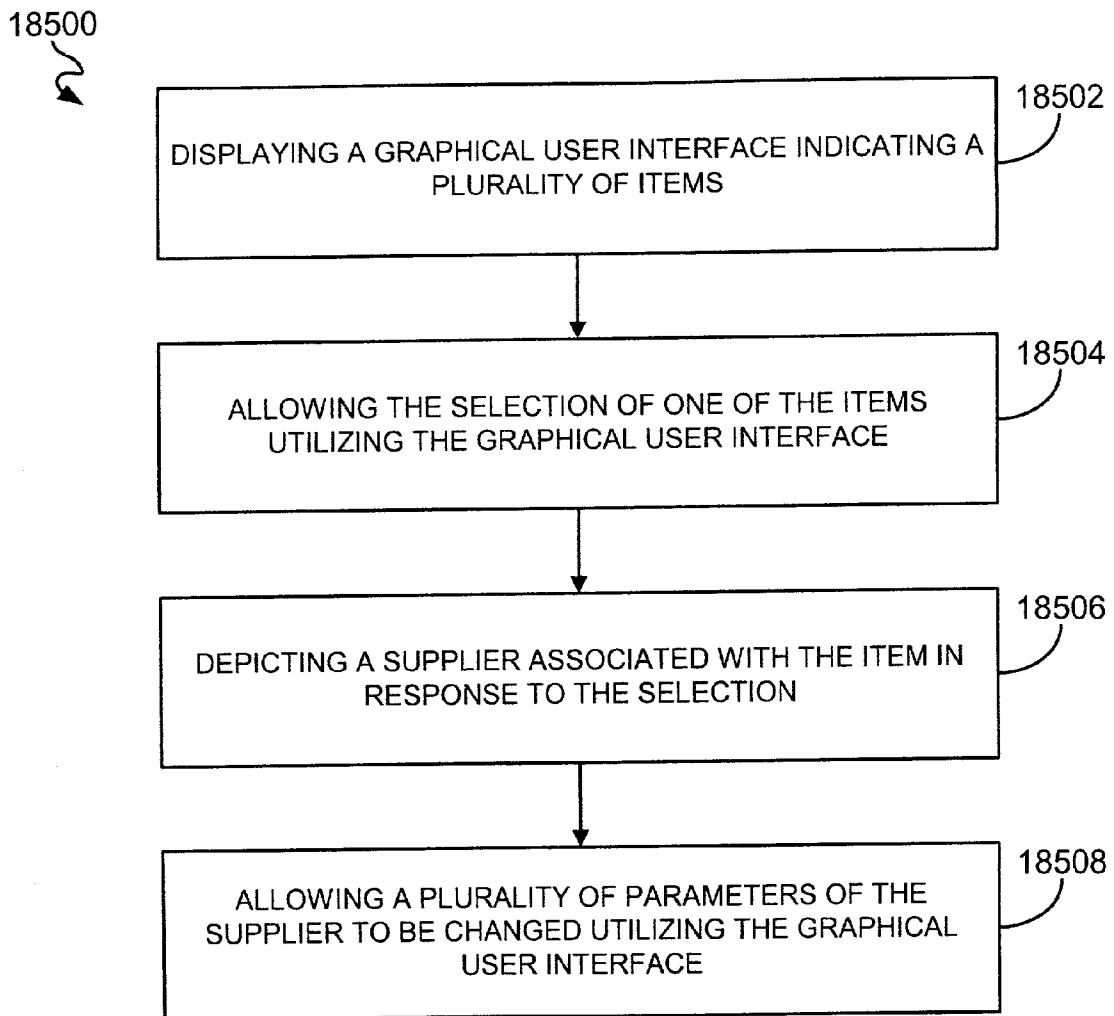 18500
18502
DISPLAYING A GRAPHICAL USER INTERFACE INDICATING A
PLURALITY OF ITEMS
18504
ALLOWING THE SELECTION OF ONE OF THE ITEMS
UTILIZING THE GRAPHICAL USER INTERFACE
18506
DEPICTING A SUPPLIER ASSOCIATED WITH THE ITEM IN
RESPONSE TO THE SELECTION
18508
ALLOWING A PLURALITY OF PARAMETERS OF THE
SUPPLIER TO BE CHANGED UTILIZING THE GRAPHICAL
USER INTERFACE